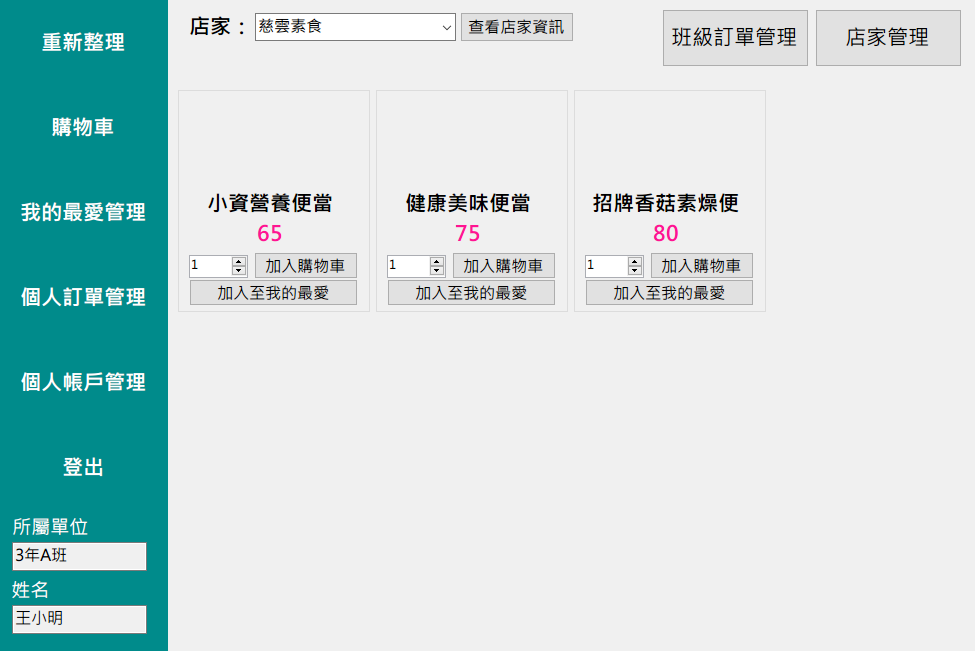 重新整理
購物車
我的最愛管理
個人訂單管理
個人帳戶管理
登出
所屬單位
3年A班
姓名
王小明
店家：
慈雲素食
查看店家資訊
班級訂單管理
店家管理
小資營養便當
65
1
加入購物車
加入至我的最愛
健康美味便當
75
1
加入購物車
加入至我的最愛
招牌香菇素燥便
80
1
加入購物車
加入至我的最愛